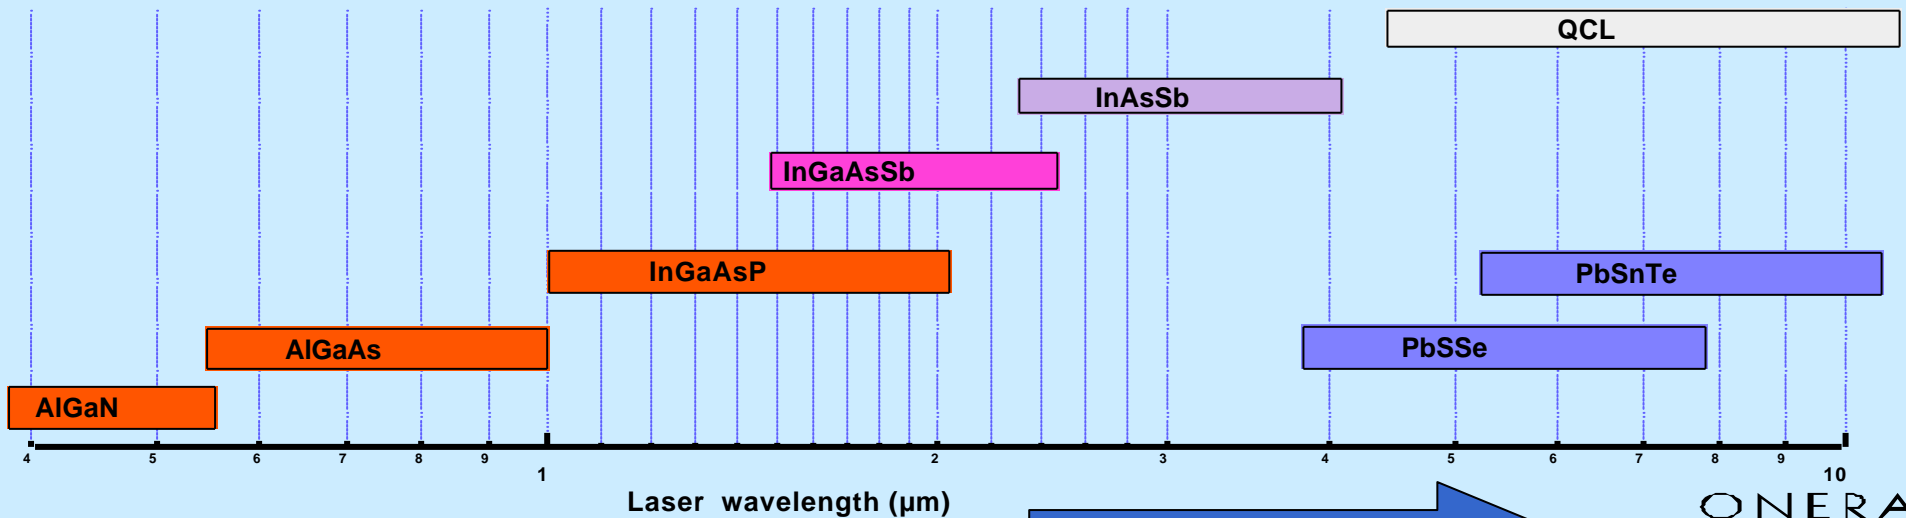 QCL
InAsSb
InGaAsSb
InGaAsP
PbSnTe
AlGaAs
PbSSe
AlGaN
4 5 6 7 8 9 1 2 3 4 5 6 7 8 9 10
Laser wavelength (µm)
ONERA